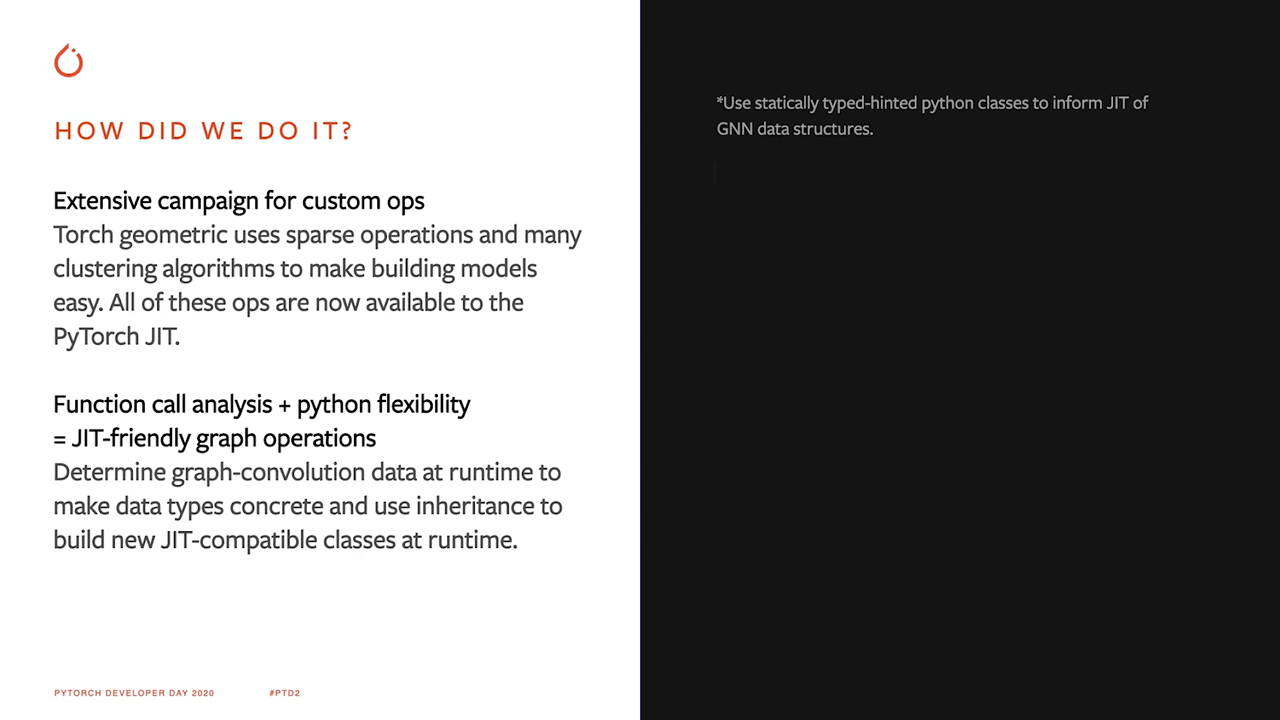 HOW DID WE DO IT?
Extensive campaign for custom ops
Torch geometric uses sparse operations and many
clustering algorithms to make building models
easy. All of these ops are now available to the
PyTorch JIT.
Function call analysis + python flexibility
= JIT-friendly graph operations
Determine graph-convolution data at runtime to
make data types concrete and use inheritance to
build new JIT-compatible classes at runtime.
PYTORCH DEVELOPER DAY 2020
#PTD2
*Use statically typed-hinted python classes to inform JIT of
GNN data structures.